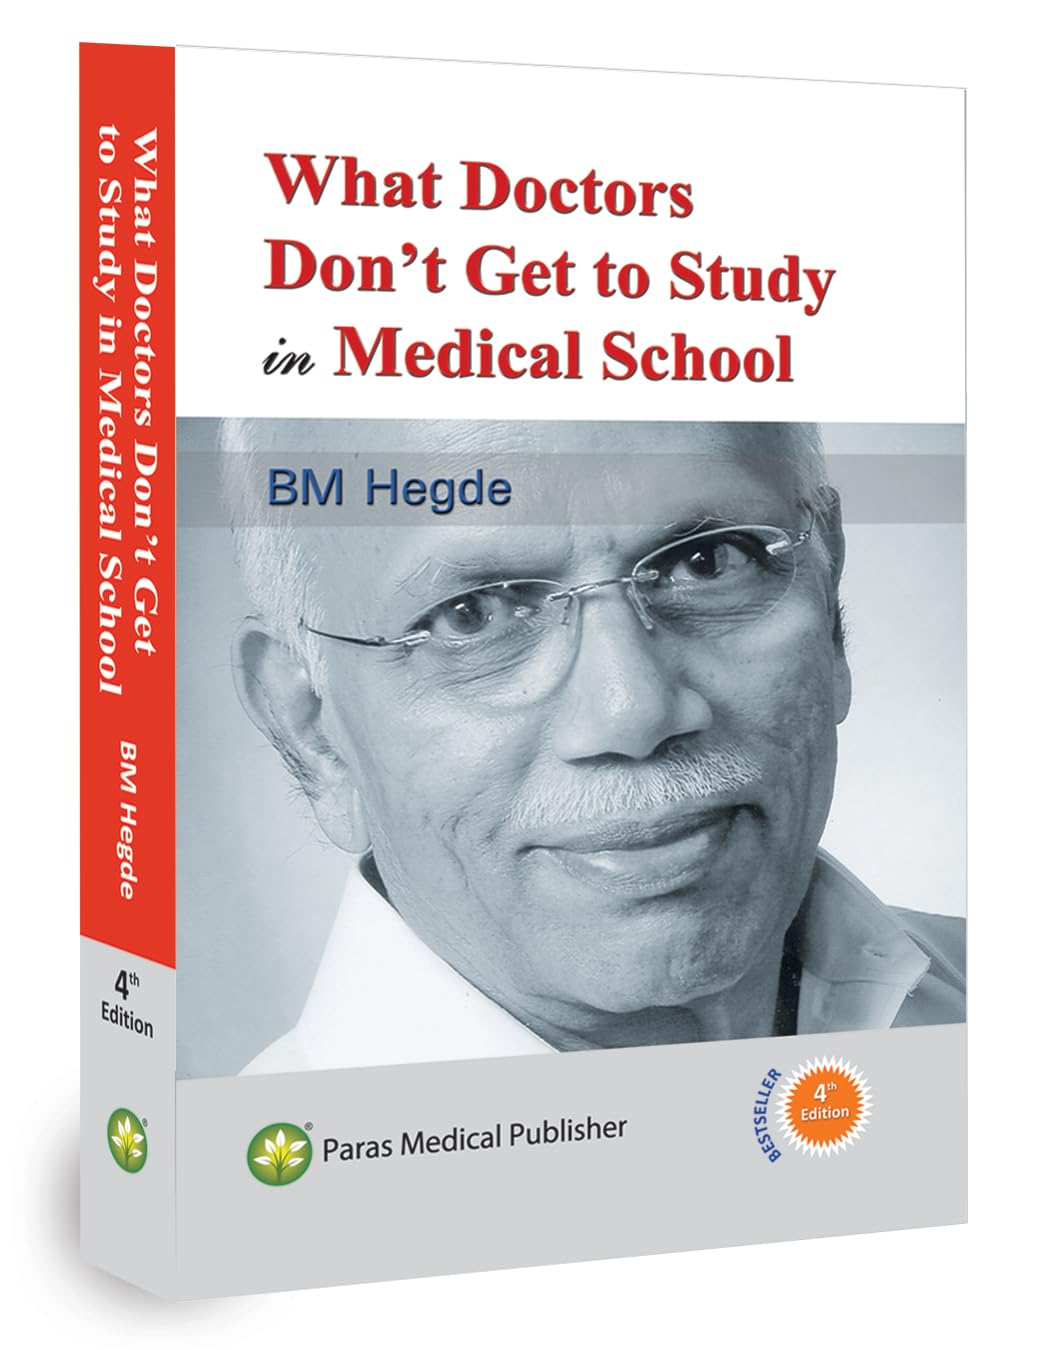 What Doctors Don't Get
to Study in Medical School
BM Hegde
4th
Edition
®
What Doctors
Don't Get to Study
in Medical School
BM Hegde
® Paras Medical Publisher
BESTSELLER
4th
Edition